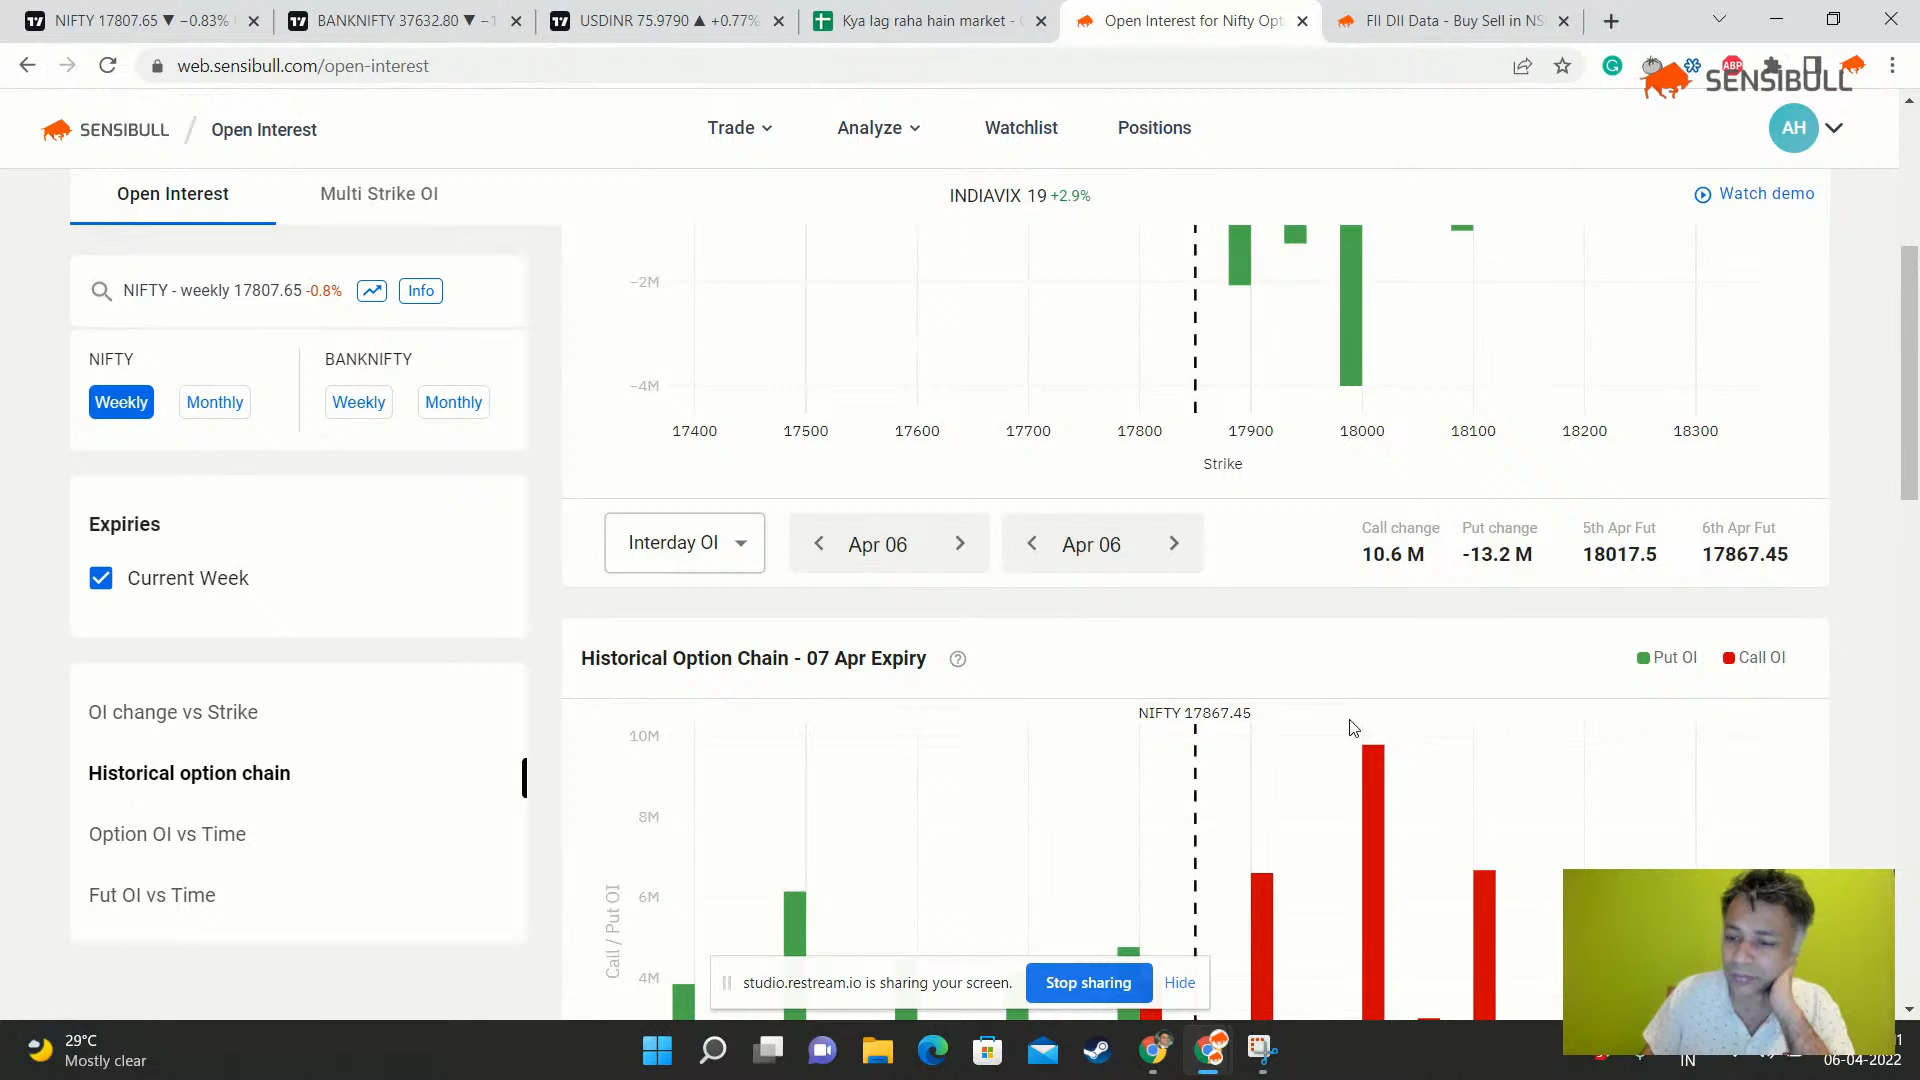 NIFTY 17807.65 ▼ −0.83%
BANKNIFTY 37632.80 ▼ −1
USDINR 75.9790 ▲ +0.77%
Kya lag raha hain market -
Open Interest for Nifty Opt
FII DII Data - Buy Sell in NS
web.sensibull.com/open-interest
ABP
SENSIBULL
SENSIBULL / Open Interest
Trade
Analyze
Watchlist
Positions
AH
Open Interest
Multi Strike OI
INDIAVIX 19 +2.9%
Watch demo
NIFTY - weekly 17807.65 -0.8%
Info
NIFTY
BANKNIFTY
Weekly
Monthly
Weekly
Monthly
Expiries
Current Week
OI change vs Strike
Historical option chain
Option OI vs Time
Fut OI vs Time
−2M
−4M
17400 17500 17600 17700 17800 17900 18000 18100 18200 18300
Strike
Interday OI
Apr 06
Apr 06
Call change Put change 5th Apr Fut 6th Apr Fut
10.6 M -13.2 M 18017.5 17867.45
Historical Option Chain - 07 Apr Expiry
Put OI
Call OI
NIFTY 17867.45
10M
8M
6M
4M
Call / Put OI
studio.restream.io is sharing your screen.
Stop sharing
Hide
29°C
Mostly clear
IN
06-04-2022